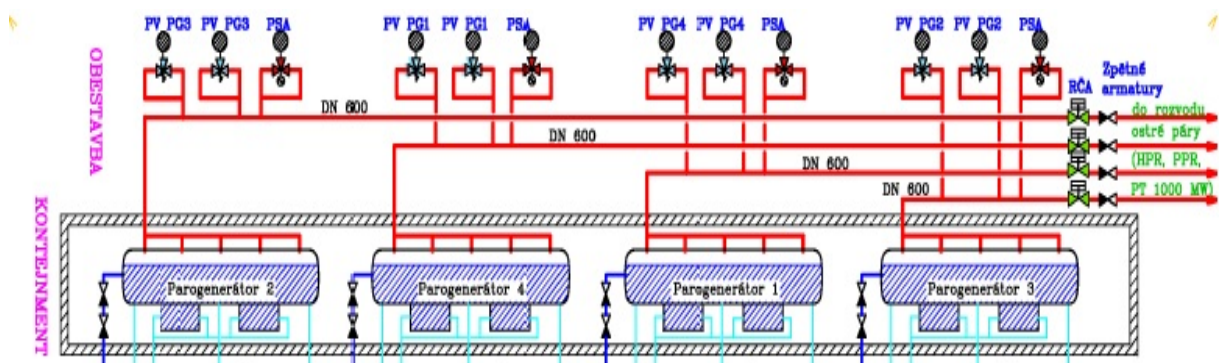 PV PG3 PV PG3 PSA PV PG1 PV PG1 PSA PV PG4 PV PG4 PSA PV PG2 PV PG2 PSA
OBESTAVBA
RČA Zpětné
armatury
DN 600 do rozvodu
DN 600 ostré páry
DN 600 (HPR, PPR,
DN 600 PT 1000 MW)
KONTEJNMENT
Parogenerátor 2 Parogenerátor 4 Parogenerátor 1 Parogenerátor 3